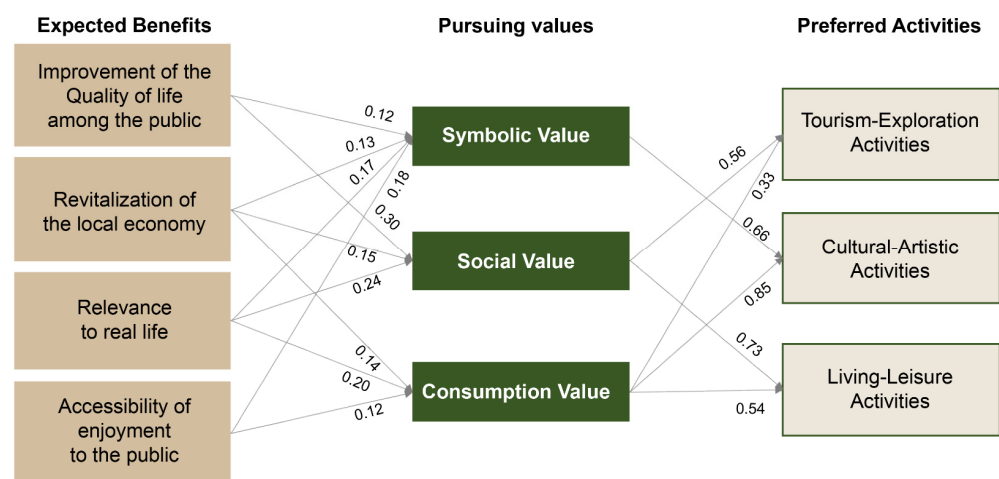 Expected Benefits
Pursuing values
Preferred Activities
Improvement of the
Quality of life
among the public
Revitalization of
the local economy
Relevance
to real life
Accessibility of
enjoyment
to the public
0.12
0.13
0.17
0.18
0.30
0.15
0.24
0.14
0.20
0.12
Symbolic Value
Social Value
Consumption Value
0.56
0.33
0.66
0.85
0.73
0.54
Tourism-Exploration
Activities
Cultural-Artistic
Activities
Living-Leisure
Activities